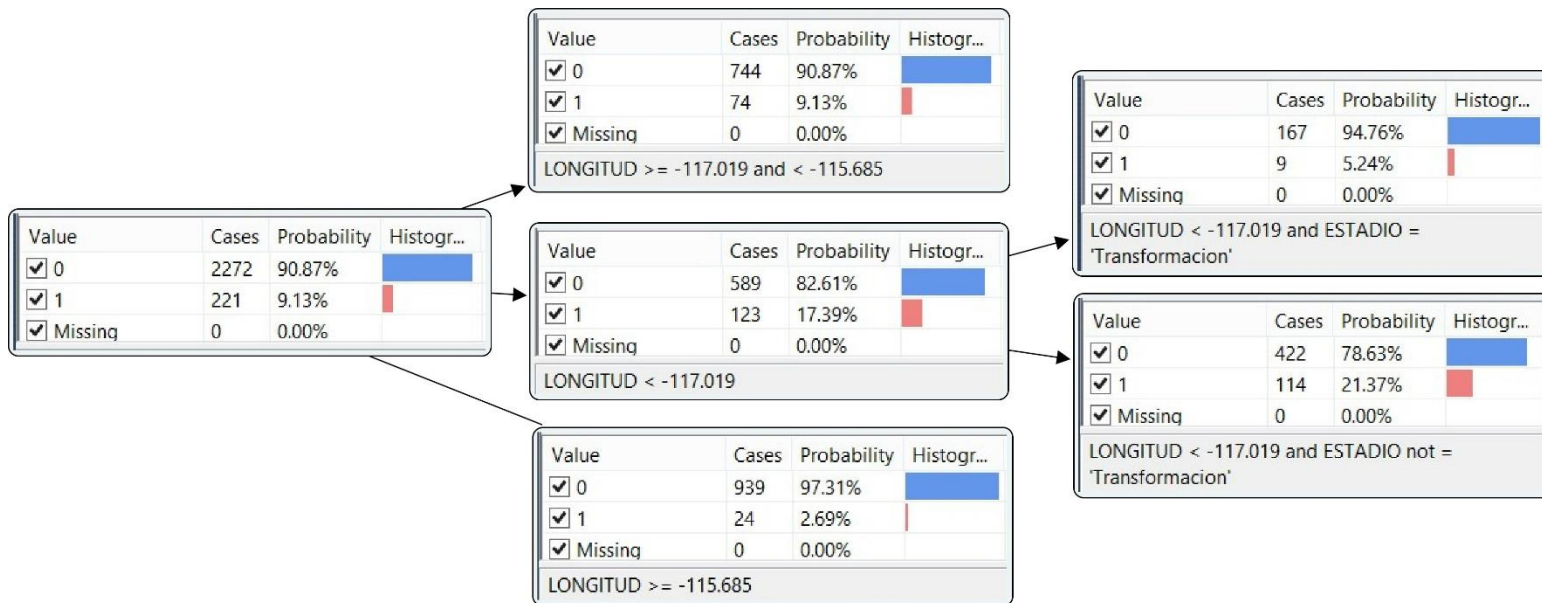 Value Cases Probability Histogr...
0 2272 90.87%
1 221 9.13%
Missing 0 0.00%
Value Cases Probability Histogr...
0 744 90.87%
1 74 9.13%
Missing 0 0.00%
LONGITUD >= -117.019 and < -115.685
Value Cases Probability Histogr...
0 589 82.61%
1 123 17.39%
Missing 0 0.00%
LONGITUD < -117.019
Value Cases Probability Histogr...
0 939 97.31%
1 24 2.69%
Missing 0 0.00%
LONGITUD >= -115.685
Value Cases Probability Histogr...
0 167 94.76%
1 9 5.24%
Missing 0 0.00%
LONGITUD < -117.019 and ESTADIO =
'Transformacion'
Value Cases Probability Histogr...
0 422 78.63%
1 114 21.37%
Missing 0 0.00%
LONGITUD < -117.019 and ESTADIO not =
'Transformacion'